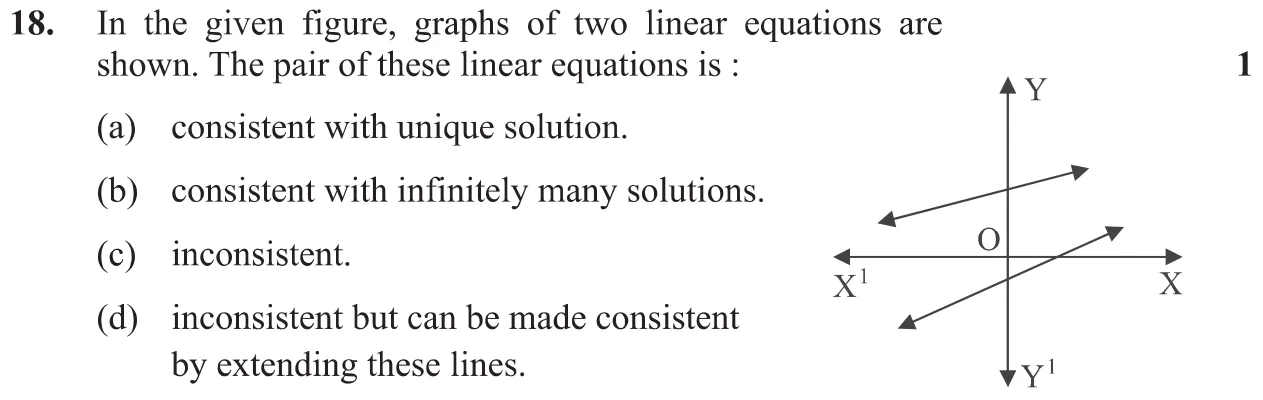 18. In the given figure, graphs of two linear equations are
shown. The pair of these linear equations is : 1
(a) consistent with unique solution.
(b) consistent with infinitely many solutions.
(c) inconsistent.
(d) inconsistent but can be made consistent
by extending these lines.
Y
O
X¹
X
Y¹